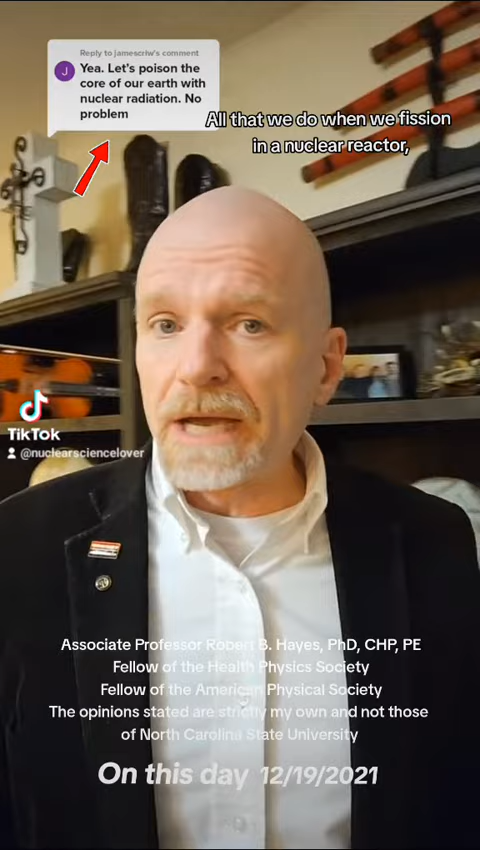 Reply to jamescrlw's comment
J
Yea. Let's poison the
core of our earth with
nuclear radiation. No
problem
All that we do when we fission
in a nuclear reactor,
TikTok
@nuclearsciencelover
Associate Professor Robert B. Hayes, PhD, CHP, PE
Fellow of the Health Physics Society
Fellow of the American Physical Society
The opinions stated are strictly my own and not those
of North Carolina State University
On this day 12/19/2021